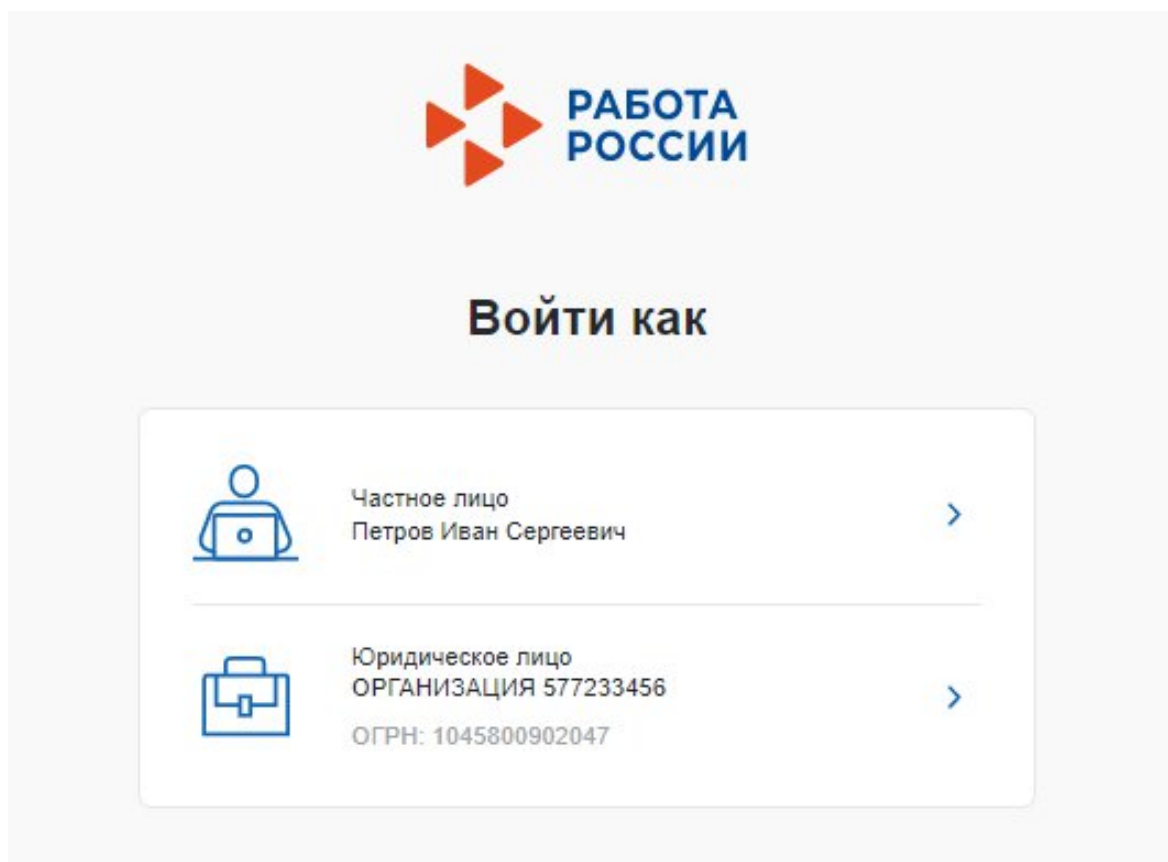 РАБОТА
РОССИИ
Войти как
Частное лицо
Петров Иван Сергеевич
Юридическое лицо
ОРГАНИЗАЦИЯ 577233456
ОГРН: 1045800902047